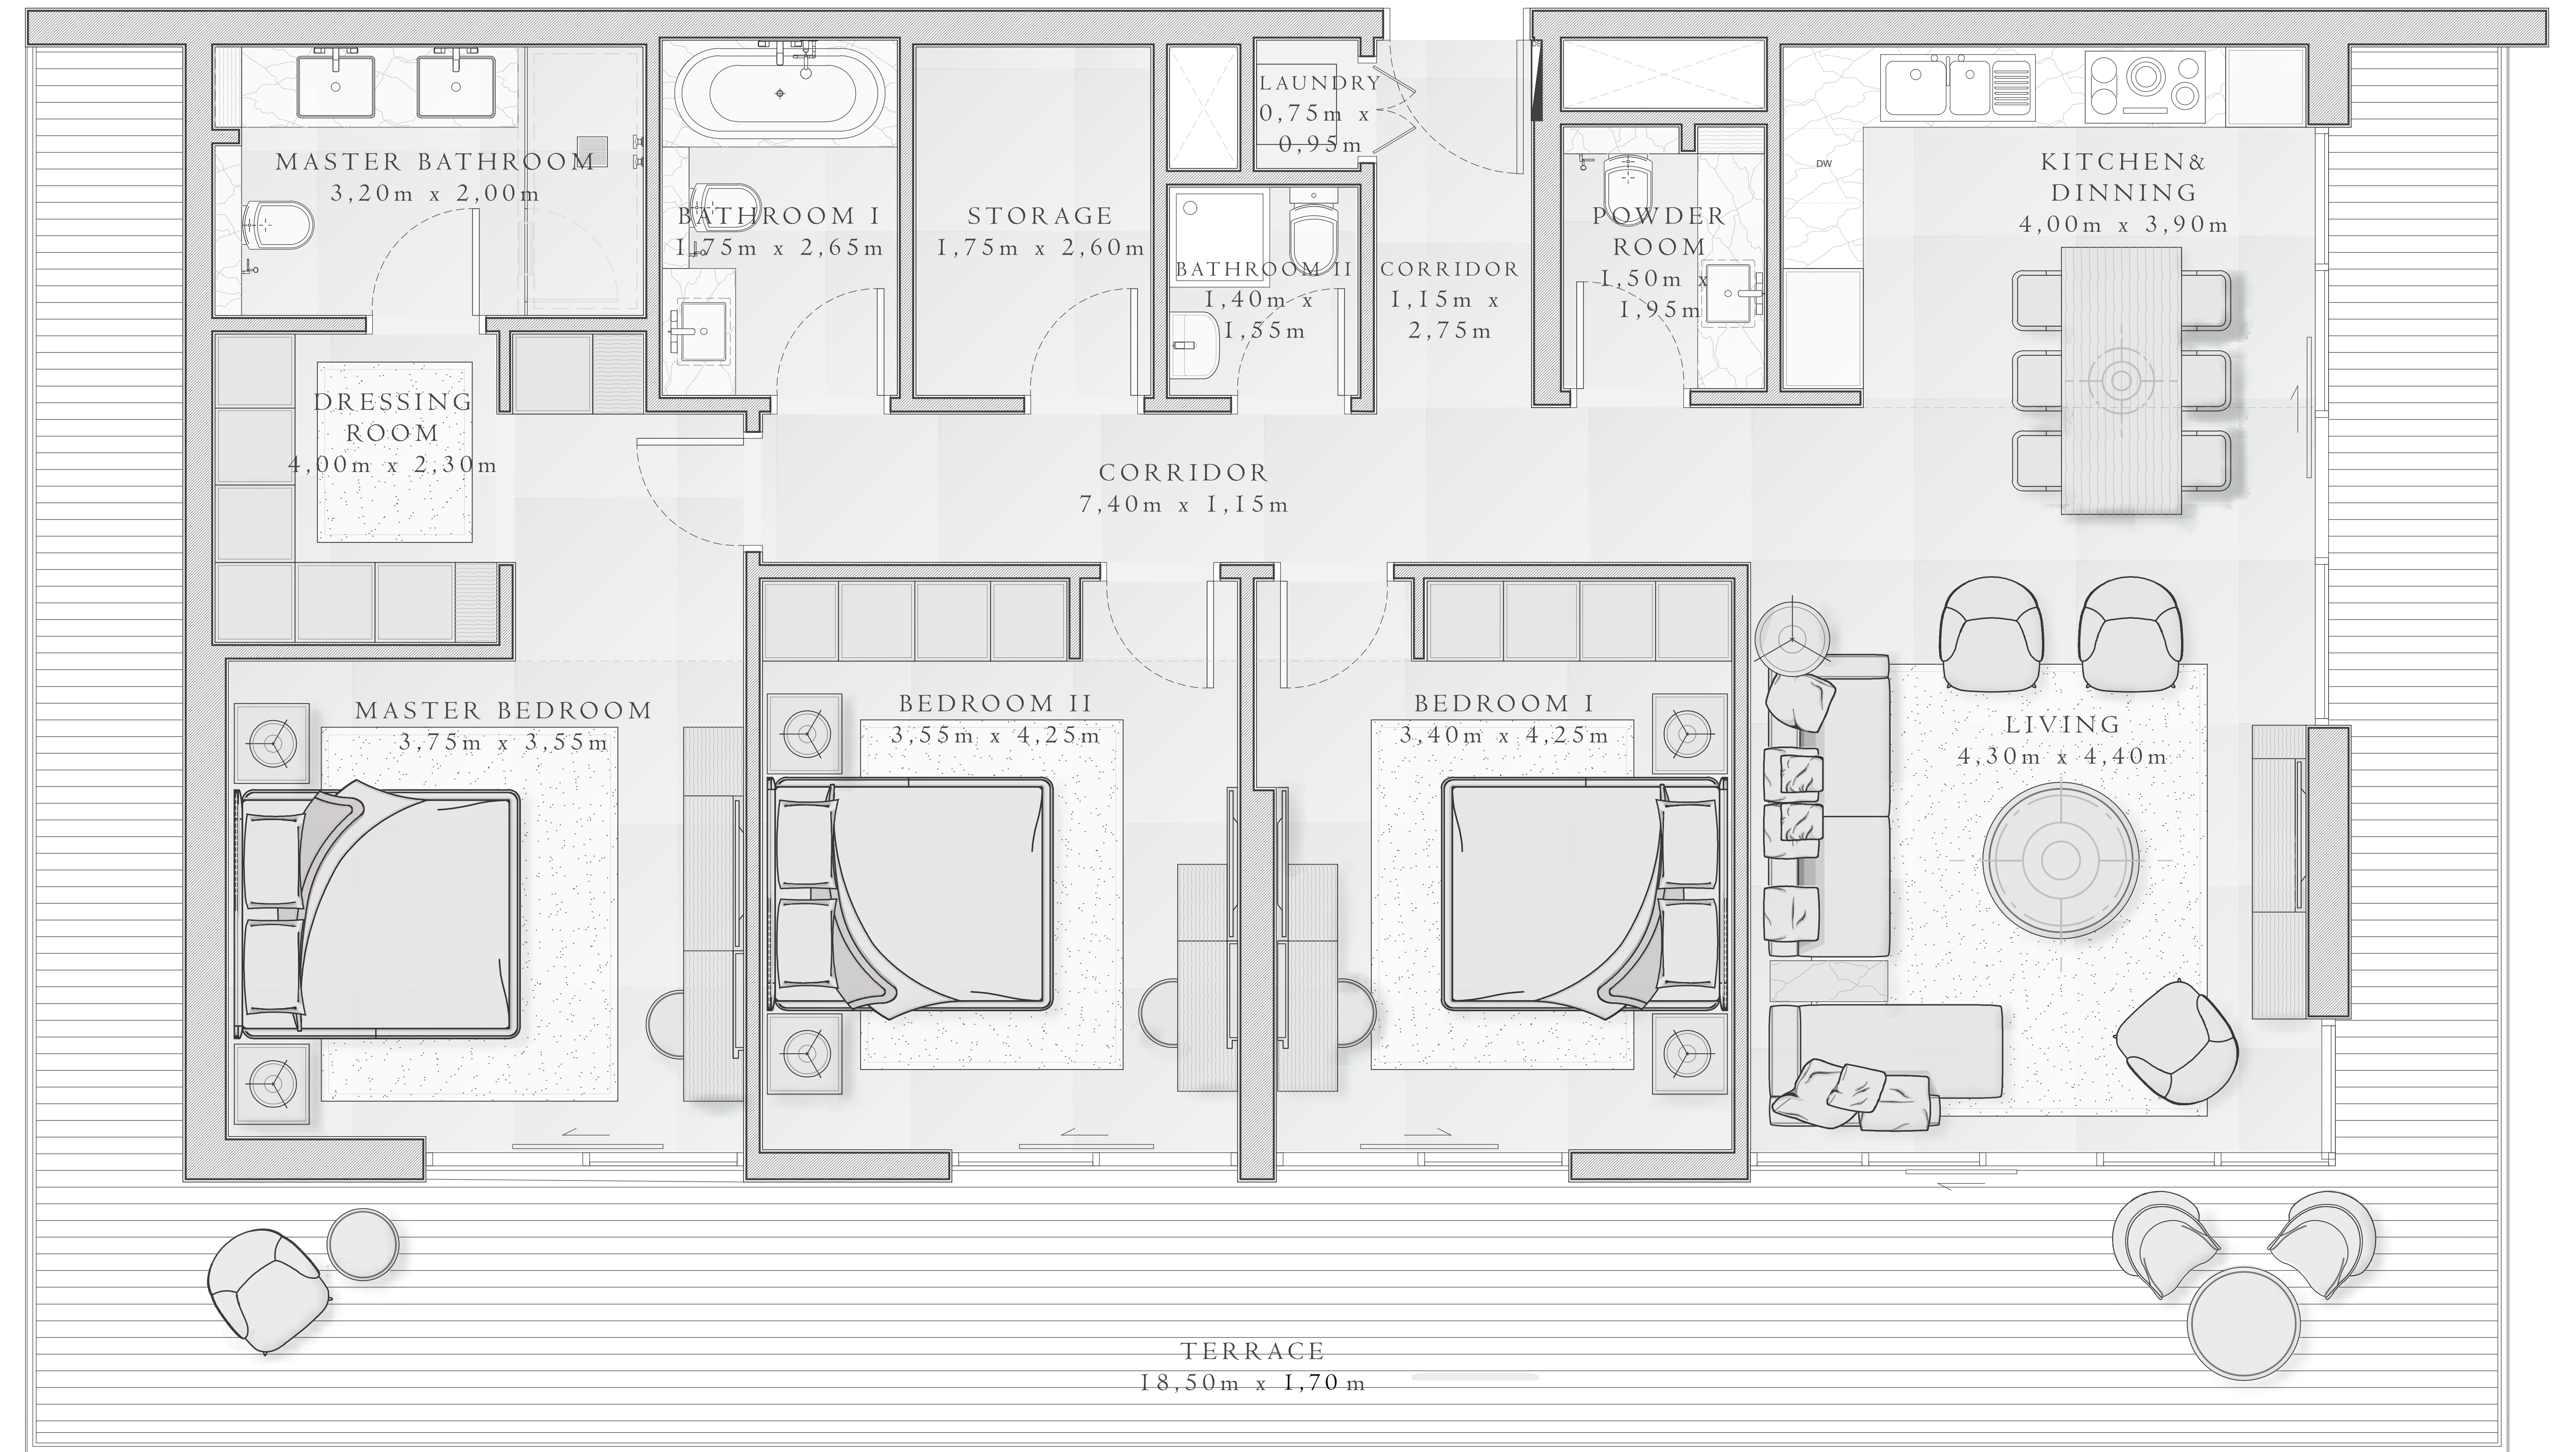 MASTER BATHROOM
3,20m x 2,00m
BATHROOM I
1,75m x 2,65m
STORAGE
1,75m x 2,60m
LAUNDRY
0,75m x
0,95m
BATHROOM II
1,40m x
1,55m
CORRIDOR
1,15m x
2,75m
POWDER
ROOM
1,50m x
1,95m
DW
KITCHEN&
DINNING
4,00m x 3,90m
DRESSING
ROOM
4,00m x 2,30m
CORRIDOR
7,40m x 1,15m
MASTER BEDROOM
3,75m x 3,55m
BEDROOM II
3,55m x 4,25m
BEDROOM I
3,40m x 4,25m
LIVING
4,30m x 4,40m
TERRACE
18,50m x 1,70 m